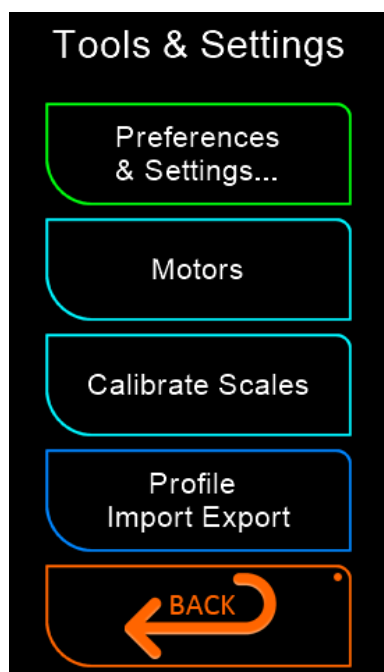 Tools & Settings
Preferences
& Settings...
Motors
Calibrate Scales
Profile
Import Export
BACK